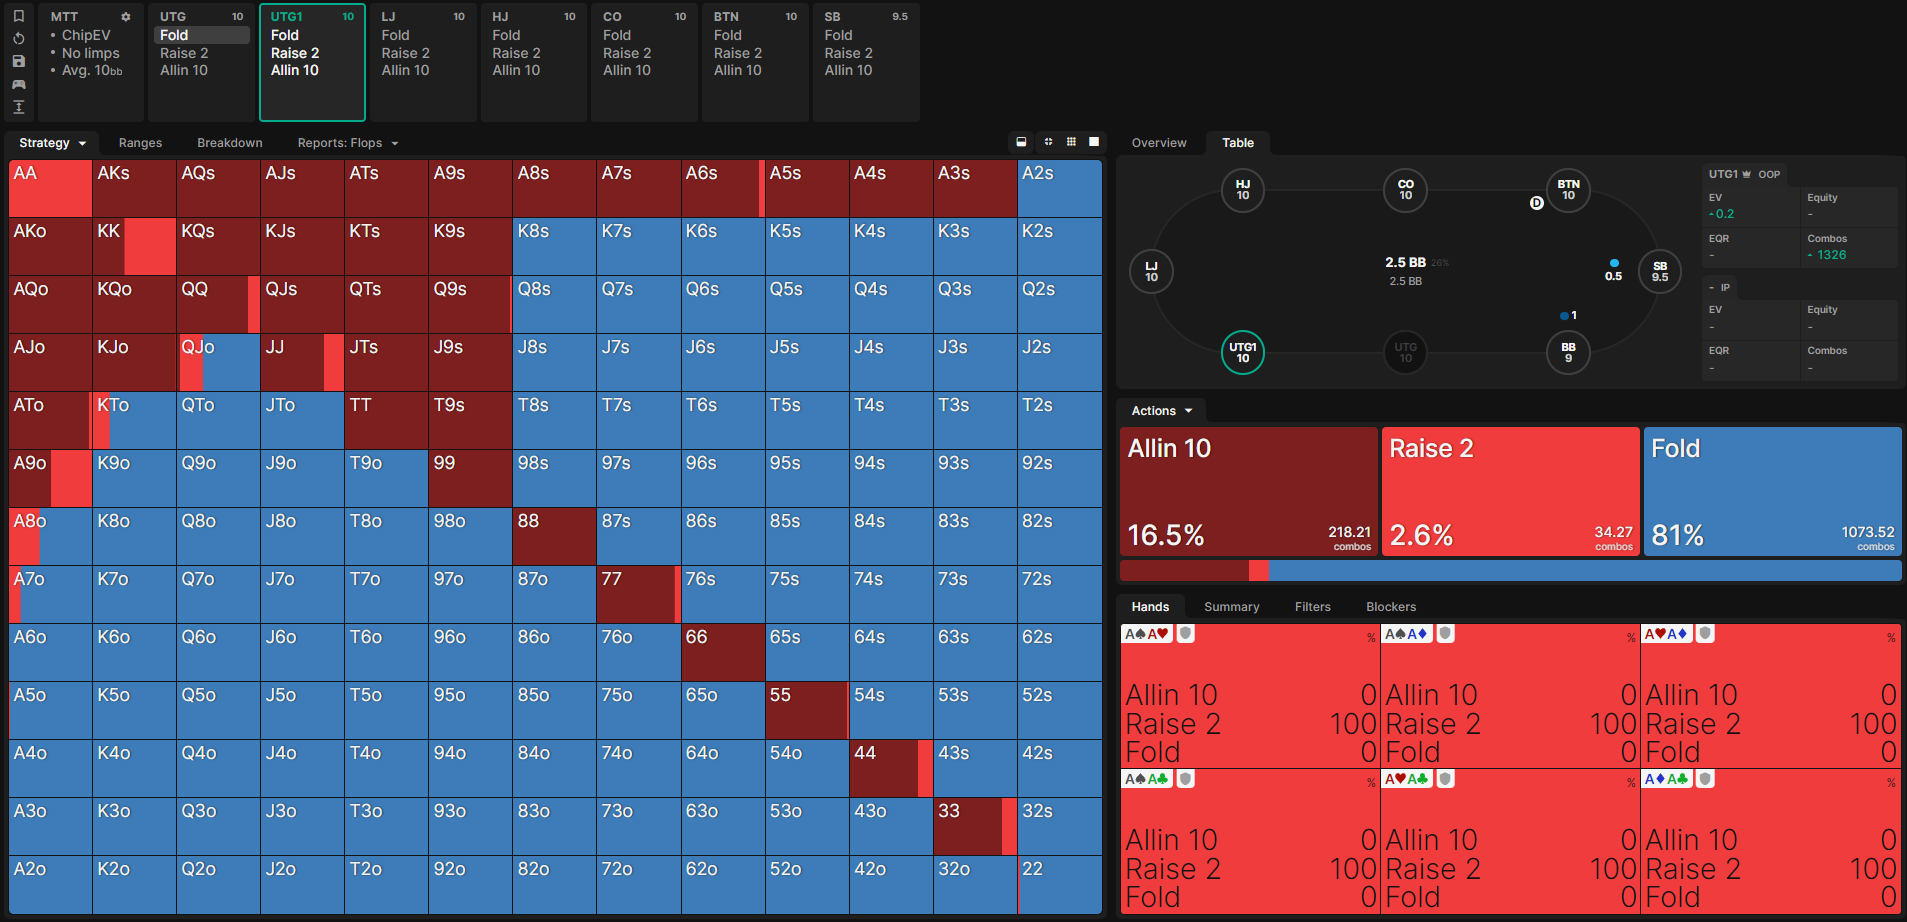 MTT
• ChipEV
• No limps
• Avg. 10bb
UTG 10
Fold
Raise 2
Allin 10
UTG1 10
Fold
Raise 2
Allin 10
LJ 10
Fold
Raise 2
Allin 10
HJ 10
Fold
Raise 2
Allin 10
CO 10
Fold
Raise 2
Allin 10
BTN 10
Fold
Raise 2
Allin 10
SB 9.5
Fold
Raise 2
Allin 10
Strategy Ranges Breakdown Reports: Flops
AA AKs AQs AJs ATs A9s A8s A7s A6s A5s A4s A3s A2s
AKo KK KQs KJs KTs K9s K8s K7s K6s K5s K4s K3s K2s
AQo KQo QQ QJs QTs Q9s Q8s Q7s Q6s Q5s Q4s Q3s Q2s
AJo KJo QJo JJ JTs J9s J8s J7s J6s J5s J4s J3s J2s
ATo KTo QTo JTo TT T9s T8s T7s T6s T5s T4s T3s T2s
A9o K9o Q9o J9o T9o 99 98s 97s 96s 95s 94s 93s 92s
A8o K8o Q8o J8o T8o 98o 88 87s 86s 85s 84s 83s 82s
A7o K7o Q7o J7o T7o 97o 87o 77 76s 75s 74s 73s 72s
A6o K6o Q6o J6o T6o 96o 86o 76o 66 65s 64s 63s 62s
A5o K5o Q5o J5o T5o 95o 85o 75o 65o 55 54s 53s 52s
A4o K4o Q4o J4o T4o 94o 84o 74o 64o 54o 44 43s 42s
A3o K3o Q3o J3o T3o 93o 83o 73o 63o 53o 43o 33 32s
A2o K2o Q2o J2o T2o 92o 82o 72o 62o 52o 42o 32o 22
Overview Table
HJ
10
CO
10
BTN
10
D
LJ
10
2.5 BB 26%
2.5 BB
0.5
SB
9.5
1
UTG1
10
UTG
10
BB
9
UTG1 OOP
EV
0.2
Equity
-
EQR
-
Combos
1326
- IP
EV
-
Equity
-
EQR
-
Combos
-
Actions
Allin 10
16.5%
218.21
combos
Raise 2
2.6%
34.27
combos
Fold
81%
1073.52
combos
Hands Summary Filters Blockers
A♠A♥ %
Allin 10 0
Raise 2 100
Fold 0
A♠A♦ %
Allin 10 0
Raise 2 100
Fold 0
A♥A♦ %
Allin 10 0
Raise 2 100
Fold 0
A♠A♣ %
Allin 10 0
Raise 2 100
Fold 0
A♥A♣ %
Allin 10 0
Raise 2 100
Fold 0
A♦A♣ %
Allin 10 0
Raise 2 100
Fold 0